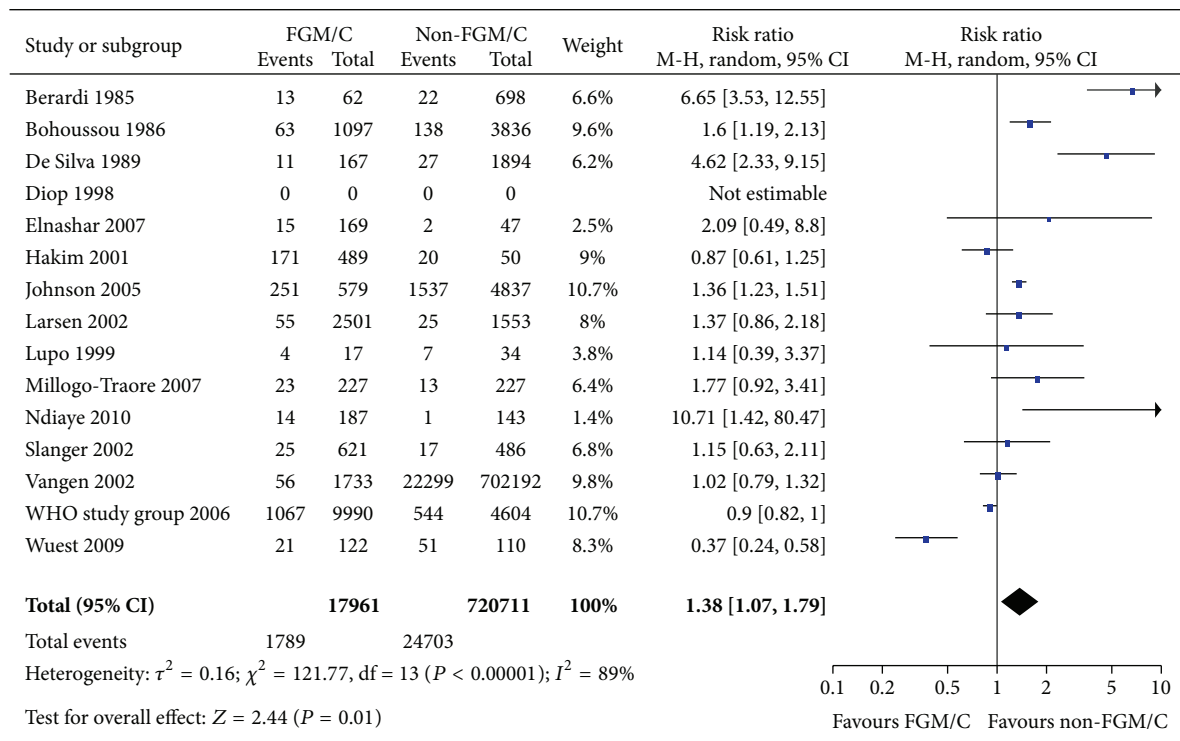 Study or subgroup FGM/C Non-FGM/C Weight Risk ratio Risk ratio
Events Total Events Total M-H, random, 95% CI M-H, random, 95% CI
Berardi 1985 13 62 22 698 6.6% 6.65 [3.53, 12.55]
Bohoussou 1986 63 1097 138 3836 9.6% 1.6 [1.19, 2.13]
De Silva 1989 11 167 27 1894 6.2% 4.62 [2.33, 9.15]
Diop 1998 0 0 0 0 Not estimable
Elnashar 2007 15 169 2 47 2.5% 2.09 [0.49, 8.8]
Hakim 2001 171 489 20 50 9% 0.87 [0.61, 1.25]
Johnson 2005 251 579 1537 4837 10.7% 1.36 [1.23, 1.51]
Larsen 2002 55 2501 25 1553 8% 1.37 [0.86, 2.18]
Lupo 1999 4 17 7 34 3.8% 1.14 [0.39, 3.37]
Millogo-Traore 2007 23 227 13 227 6.4% 1.77 [0.92, 3.41]
Ndiaye 2010 14 187 1 143 1.4% 10.71 [1.42, 80.47]
Slanger 2002 25 621 17 486 6.8% 1.15 [0.63, 2.11]
Vangen 2002 56 1733 22299 702192 9.8% 1.02 [0.79, 1.32]
WHO study group 2006 1067 9990 544 4604 10.7% 0.9 [0.82, 1]
Wuest 2009 21 122 51 110 8.3% 0.37 [0.24, 0.58]
Total (95% CI) 17961 720711 100% 1.38 [1.07, 1.79]
Total events 1789 24703
Heterogeneity: τ² = 0.16; χ² = 121.77, df = 13 (P < 0.00001); I² = 89%
Test for overall effect: Z = 2.44 (P = 0.01)
0.1 0.2 0.5 1 2 5 10
Favours FGM/C Favours non-FGM/C